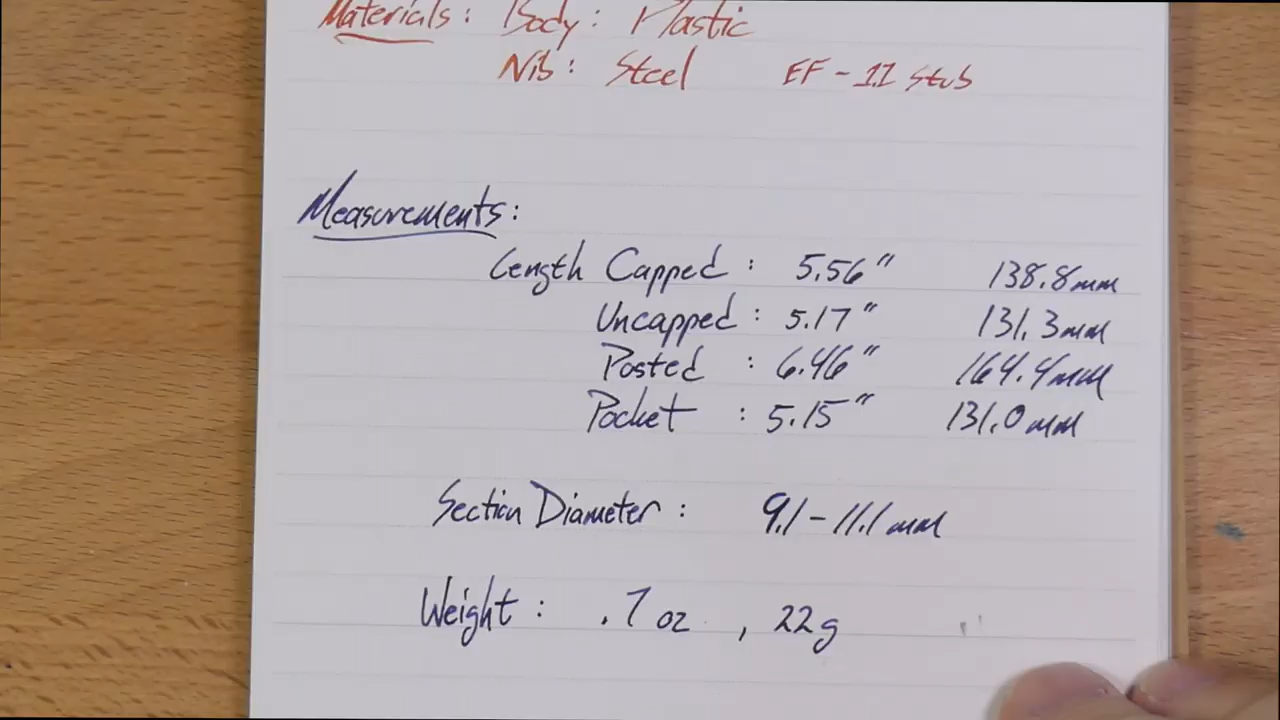 Materials: Body: Plastic
Nib: Steel EF - 1.1 Stub
Measurements:
Length Capped: 5.56" 138.8mm
Uncapped: 5.17" 131.3mm
Posted: 6.46" 164.4mm
Pocket: 5.15" 131.0mm
Section Diameter: 9.1-11.1mm
Weight: .7 oz, 22g